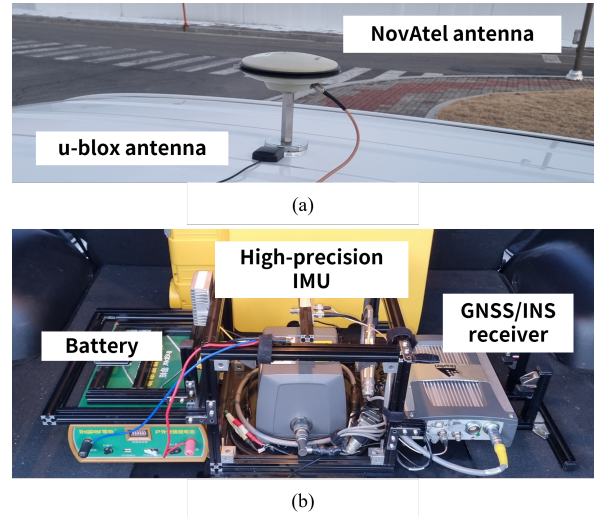 NovAtel antenna
u-blox antenna
(a)
High-precision
IMU
GNSS/INS
receiver
Battery
(b)